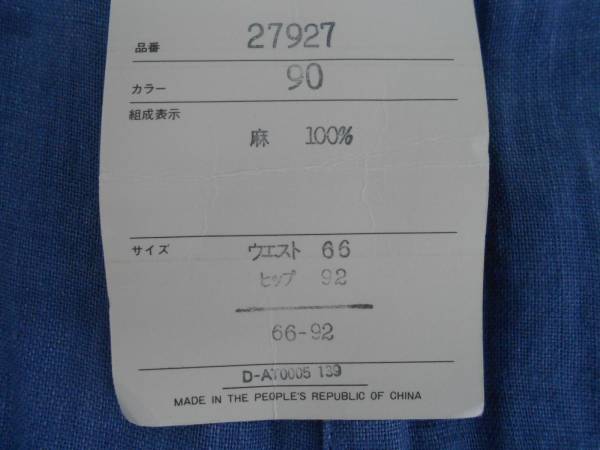 品番 27927
カラー 90
組成表示
麻 100%
サイズ ウエスト 66
ヒップ 92
66-92
D-AT0005 139
MADE IN THE PEOPLE'S REPUBLIC OF CHINA